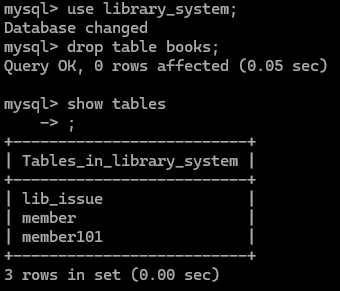 mysql> use library_system;
Database changed
mysql> drop table books;
Query OK, 0 rows affected (0.05 sec)

mysql> show tables
    -> ;
+--------------------------+
| Tables_in_library_system |
+--------------------------+
| lib_issue                |
| member                   |
| member101                |
+--------------------------+
3 rows in set (0.00 sec)